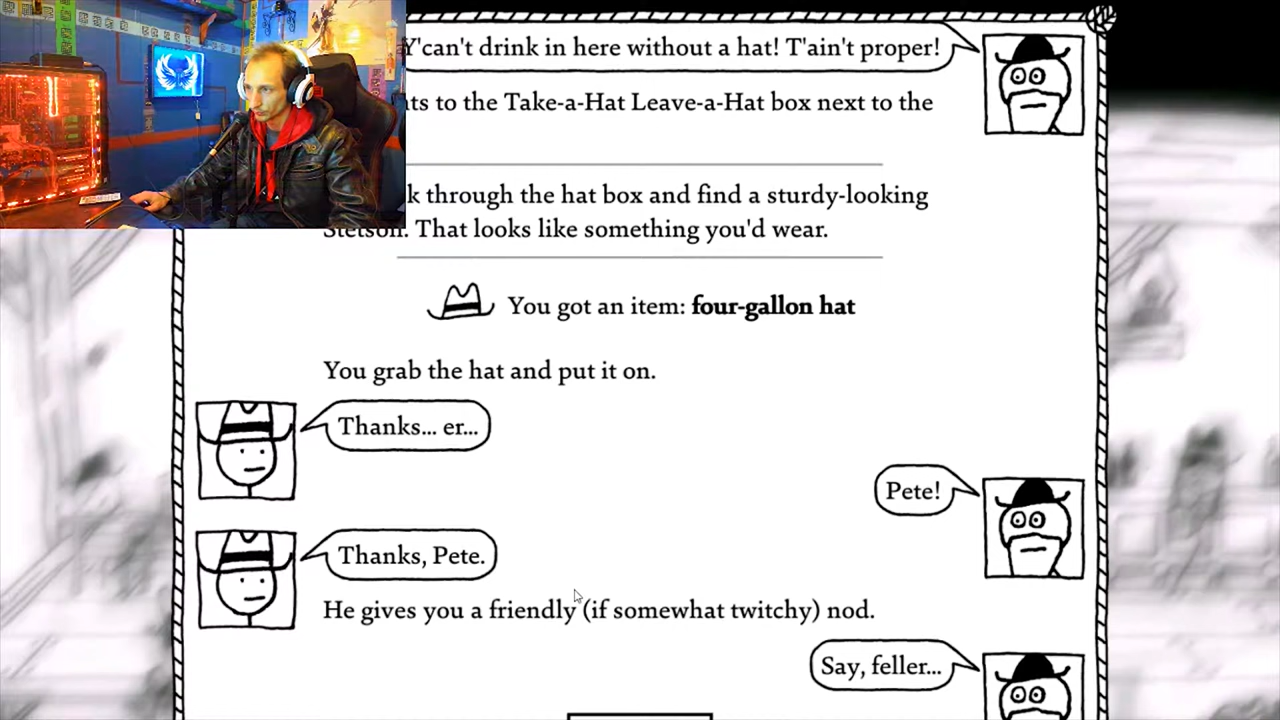 Y'can't drink in here without a hat! T'ain't proper!
to the Take-a-Hat Leave-a-Hat box next to the
through the hat box and find a sturdy-looking
Stetson. That looks like something you'd wear.
You got an item: four-gallon hat
You grab the hat and put it on.
Thanks... er...
Pete!
Thanks, Pete.
He gives you a friendly (if somewhat twitchy) nod.
Say, feller...